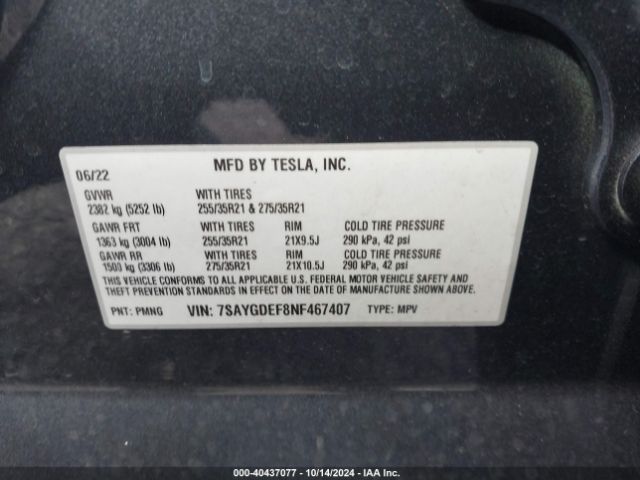 MFD BY TESLA, INC.
06/22
GVWR WITH TIRES
2382 kg (5252 lb) 255/35R21 & 275/35R21
GAWR FRT WITH TIRES RIM COLD TIRE PRESSURE
1363 kg (3004 lb) 255/35R21 21X9.5J 290 kPa, 42 psi
GAWR RR WITH TIRES RIM COLD TIRE PRESSURE
1500 kg (3306 lb) 275/35R21 21X10.5J 290 kPa, 42 psi
THIS VEHICLE CONFORMS TO ALL APPLICABLE U.S. FEDERAL MOTOR VEHICLE SAFETY AND
THEFT PREVENTION STANDARDS IN EFFECT ON THE DATE OF MANUFACTURE SHOWN ABOVE.
PNT: PMNG VIN: 7SAYGDEF8NF467407 TYPE: MPV
000-40437077 - 10/14/2024 - IAA Inc.